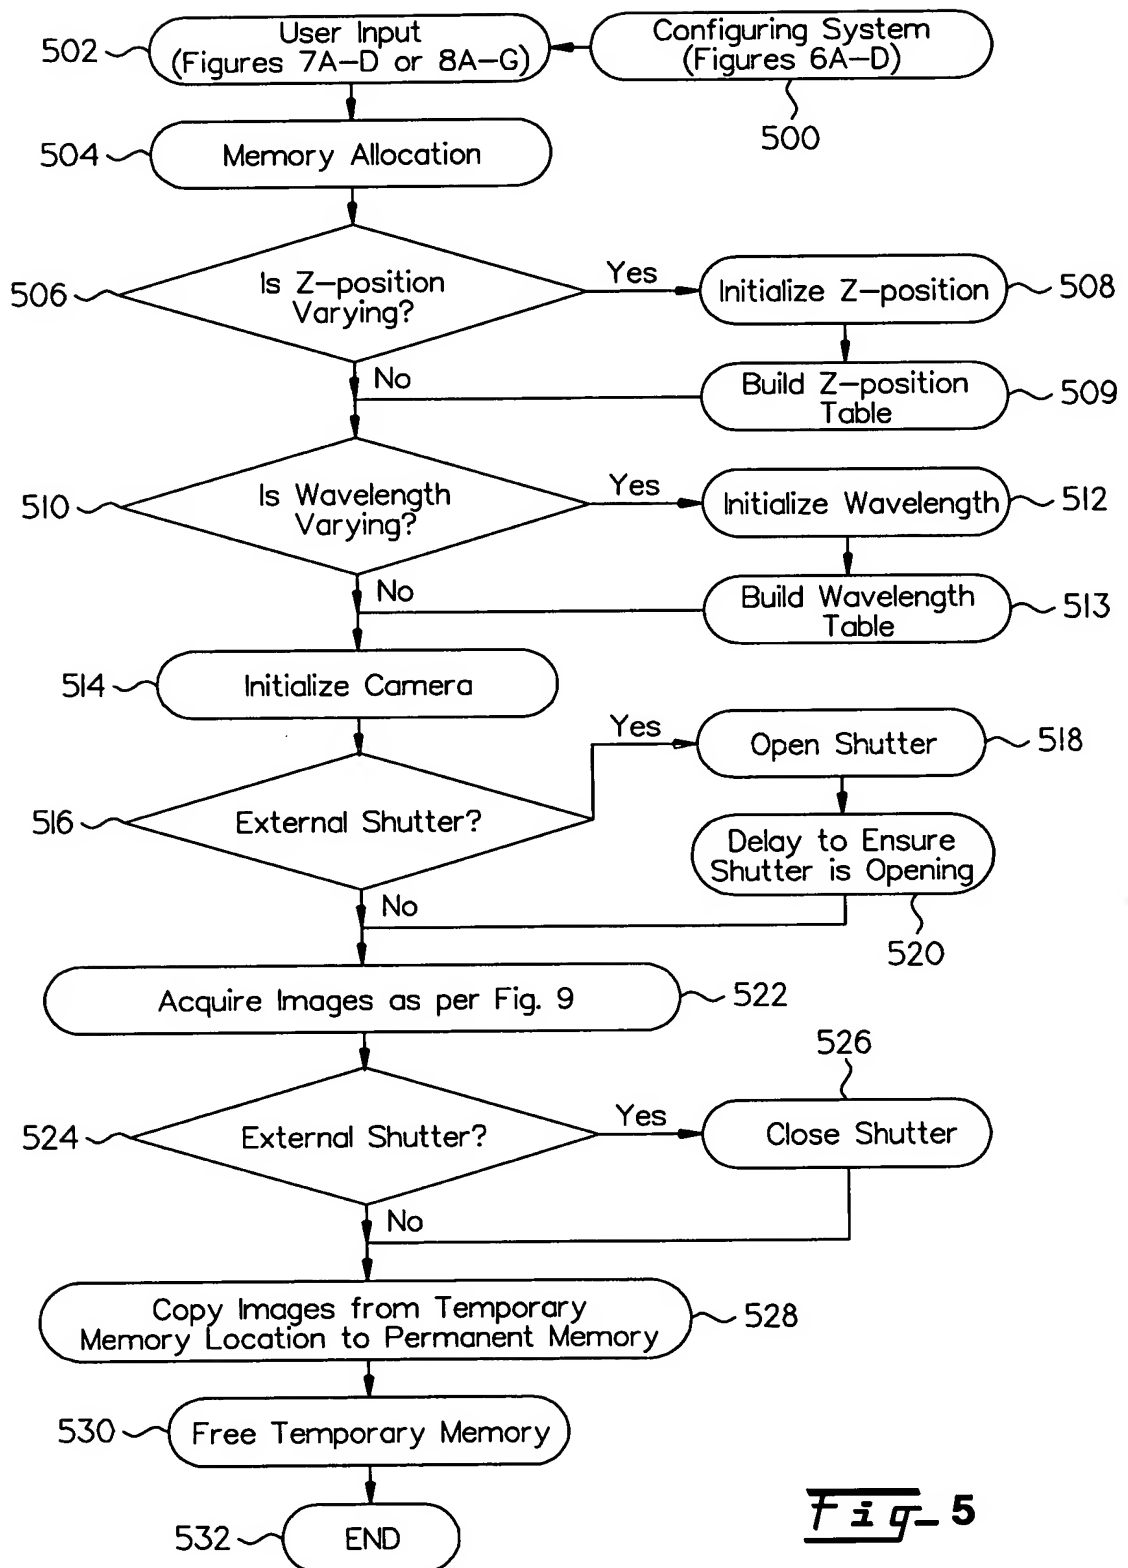 502
User Input
(Figures 7A-D or 8A-G)
Configuring System
(Figures 6A-D)
500
504
Memory Allocation
506
Is Z-position
Varying?
Yes
Initialize Z-position
508
No
Build Z-position
Table
509
510
Is Wavelength
Varying?
Yes
Initialize Wavelength
512
No
Build Wavelength
Table
513
514
Initialize Camera
516
External Shutter?
Yes
Open Shutter
518
Delay to Ensure
Shutter is Opening
520
No
Acquire Images as per Fig. 9
522
526
524
External Shutter?
Yes
Close Shutter
No
Copy Images from Temporary
Memory Location to Permanent Memory
528
530
Free Temporary Memory
532
END
Fig_ 5